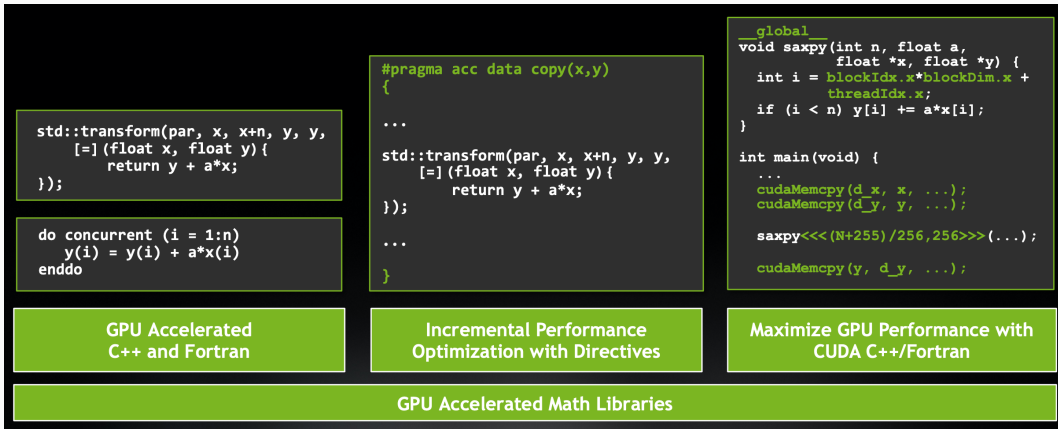 std::transform(par, x, x+n, y, y,
    [=](float x, float y){
        return y + a*x;
});
do concurrent (i = 1:n)
   y(i) = y(i) + a*x(i)
enddo
GPU Accelerated
C++ and Fortran
#pragma acc data copy(x,y)
{
...
std::transform(par, x, x+n, y, y,
    [=](float x, float y){
        return y + a*x;
});
...
}
Incremental Performance
Optimization with Directives
__global__
void saxpy(int n, float a,
           float *x, float *y) {
  int i = blockIdx.x*blockDim.x +
          threadIdx.x;
  if (i < n) y[i] += a*x[i];
}
int main(void) {
  ...
  cudaMemcpy(d_x, x, ...);
  cudaMemcpy(d_y, y, ...);
  saxpy<<<(N+255)/256,256>>>(...);
  cudaMemcpy(y, d_y, ...);
Maximize GPU Performance with
CUDA C++/Fortran
GPU Accelerated Math Libraries